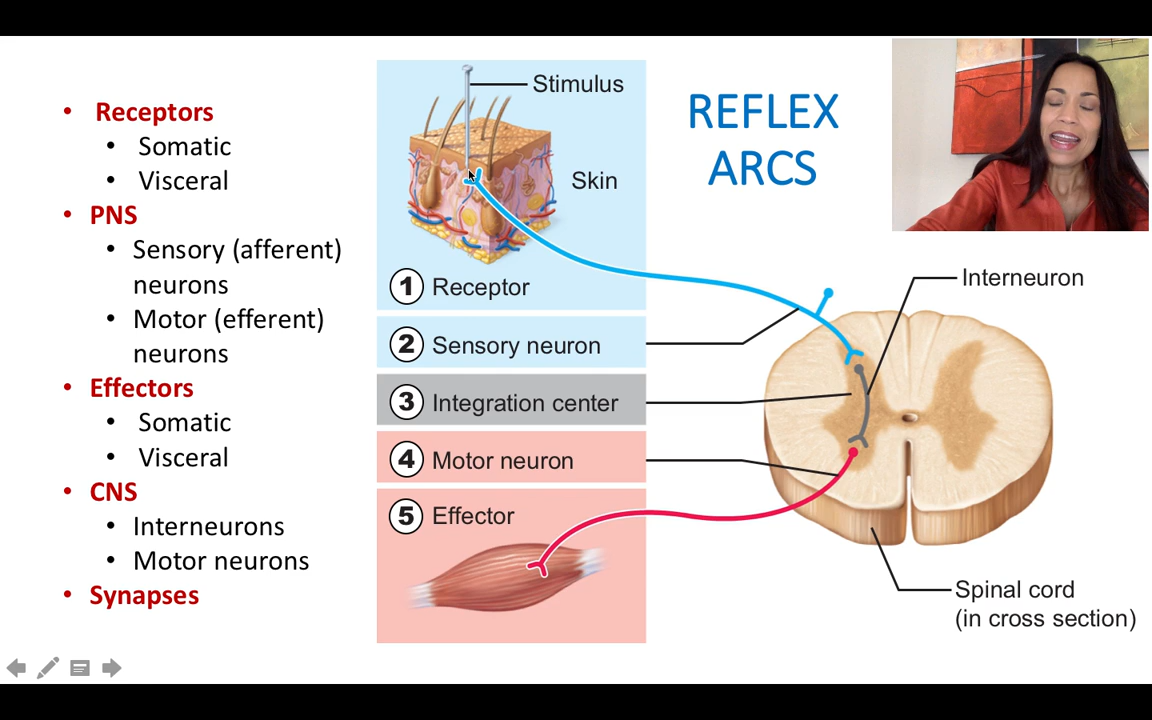 Receptors
Somatic
Visceral
PNS
Sensory (afferent)
neurons
Motor (efferent)
neurons
Effectors
Somatic
Visceral
CNS
Interneurons
Motor neurons
Synapses
Stimulus
Skin
1 Receptor
2 Sensory neuron
3 Integration center
4 Motor neuron
5 Effector
REFLEX
ARCS
Interneuron
Spinal cord
(in cross section)